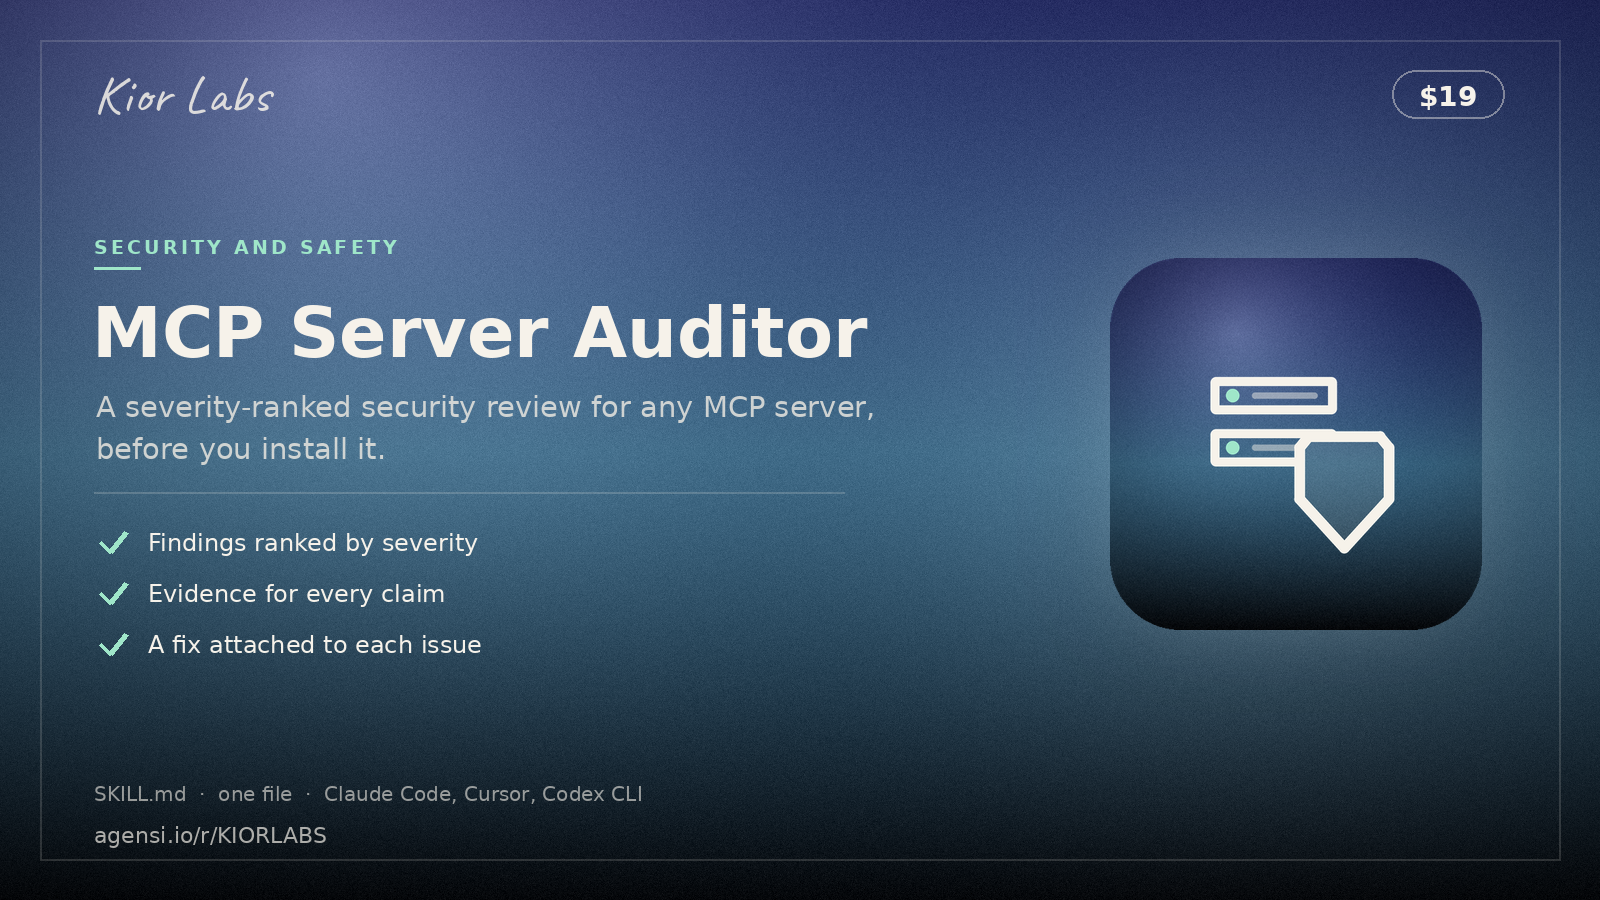 Kior Labs
$19
SECURITY AND SAFETY
MCP Server Auditor
A severity-ranked security review for any MCP server,
before you install it.
Findings ranked by severity
Evidence for every claim
A fix attached to each issue
SKILL.md · one file · Claude Code, Cursor, Codex CLI
agensi.io/r/KIORLABS